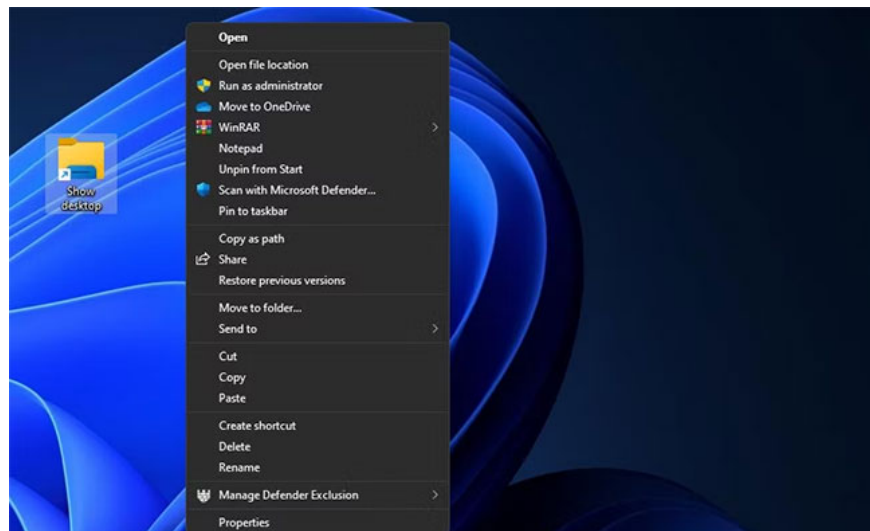 Open
Open file location
Run as administrator
Move to OneDrive
WinRAR
Notepad
Unpin from Start
Show
desktop
Scan with Microsoft Defender...
Pin to taskbar
Copy as path
Share
Restore previous versions
Move to folder...
Send to
Cut
Copy
Paste
Create shortcut
Delete
Rename
Manage Defender Exclusion
Properties